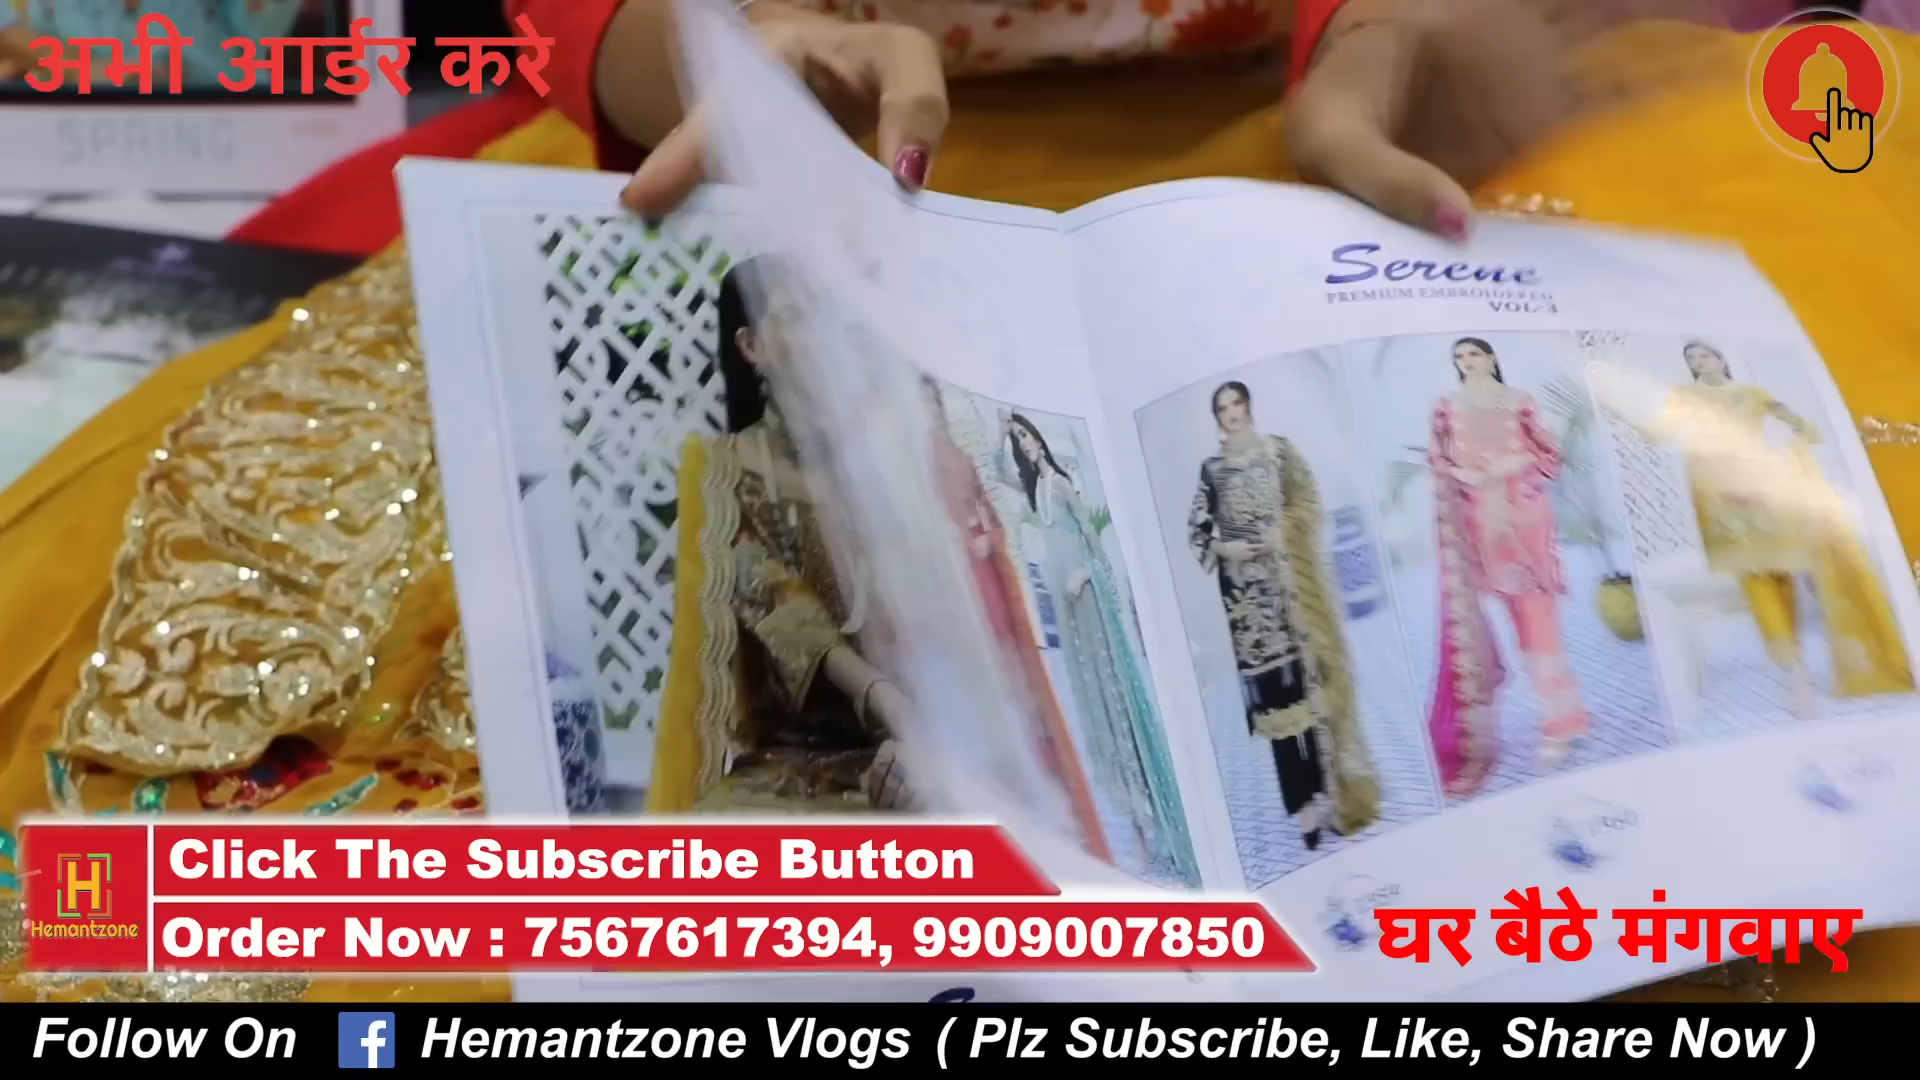 अभी आर्डर करे
SPRING
Serene
PREMIUM EMBROIDERED
VOL-3
Click The Subscribe Button
Order Now : 7567617394, 9909007850
Hemantzone
घर बैठे मंगवाए
Follow On Hemantzone Vlogs ( Plz Subscribe, Like, Share Now )